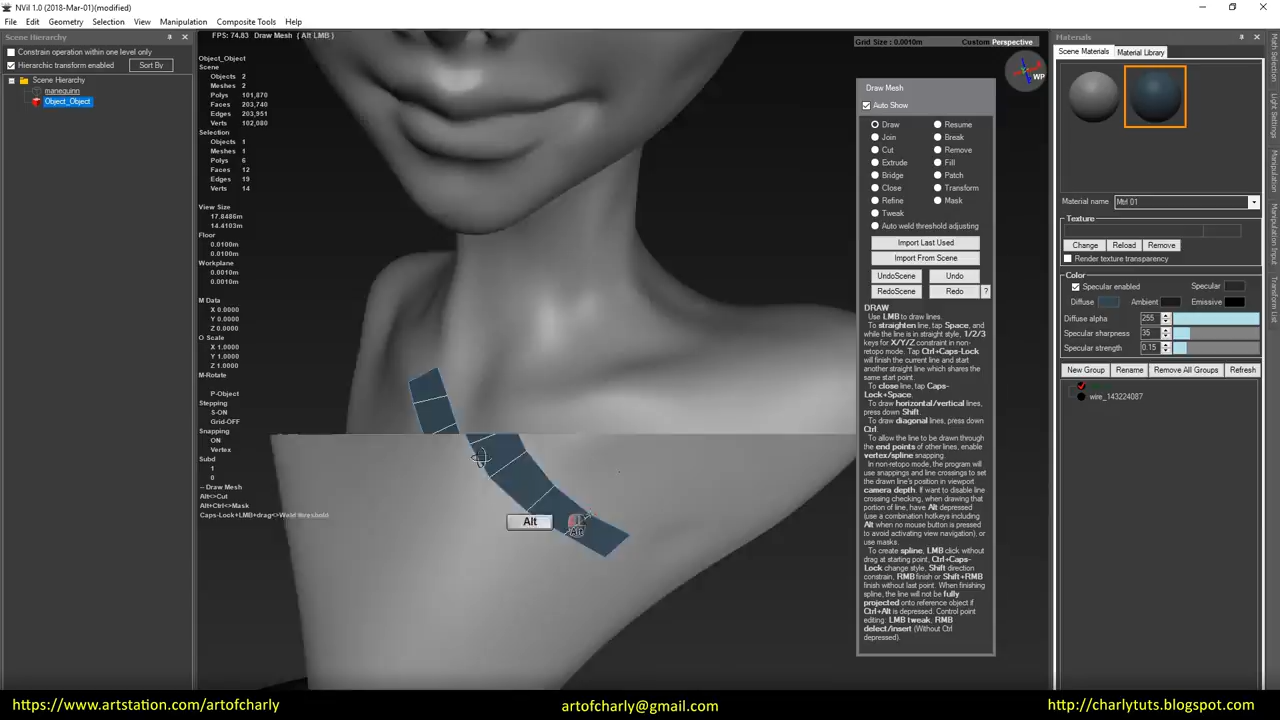 NVil 1.0 (2018-Mar-01)(modified)
File Edit Geometry Selection View Manipulation Composite Tools Help
Scene Hierarchy
Constrain operation within one level only
Hierarchic transform enabled
Sort By
Scene Hierarchy
manequinn
Object_Object
FPS: 74.83 Draw Mesh ( Alt LMB )
Grid Size : 0.0010m Custom Perspective
WP
Object_Object
Scene
Objects 2
Meshes 2
Polys 101,870
Faces 203,740
Edges 203,951
Verts 102,080
Selection
Objects 1
Meshes 1
Polys 6
Faces 12
Edges 19
Verts 14
View Size
17.8486m
14.4103m
Floor
0.0100m
0.0100m
Workplane
0.0010m
0.0010m
M Data
X 0.0000
Y 0.0000
Z 0.0000
O Scale
X 1.0000
Y 1.0000
Z 1.0000
M-Rotate
P-Object
Stepping
S-ON
Grid-OFF
Snapping
ON
Vertex
Subd
1
0
-- Draw Mesh
Alt<>Cut
Alt+Ctrl<>Mask
Caps-Lock+LMB+drag<>Weld threshold
Alt
Alt
Draw Mesh
Auto Show
Draw Resume
Join Break
Cut Remove
Extrude Fill
Bridge Patch
Close Transform
Refine Mask
Tweak
Auto weld threshold adjusting
Import Last Used
Import From Scene
UndoScene Undo
RedoScene Redo ?
DRAW
Use LMB to draw lines.
To straighten line, tap Space, and
while the line is in straight style, 1/2/3
keys for X/Y/Z constraint in non-
retopo mode. Tap Ctrl+Caps-Lock
will finish the current line and start
another straight line which shares the
same start point.
To close line, tap Caps-
Lock+Space.
To draw horizontal/vertical lines,
press down Shift.
To draw diagonal lines, press down
Ctrl.
To allow the line to be drawn through
the end points of other lines, enable
vertex/spline snapping.
In non-retopo mode, the program will
use snappings and line crossings to set
the drawn line's position in viewport
camera depth. If want to disable line
crossing checking, when drawing that
portion of line, have Alt depressed
(use a combination hotkeys including
Alt when no mouse button is pressed
to avoid activating view navigation), or
use masks.
To create spline, LMB click without
drag at starting point, Ctrl+Caps-
Lock change style, Shift direction
constrain, RMB finish or Shift+RMB
finish without last point. When finishing
spline, the line will not be fully
projected onto reference object if
Ctrl+Alt is depressed. Control point
editing: LMB tweak, RMB
delect/insert (Without Ctrl
depressed).
Materials
Scene Materials Material Library
Material name Mtrl 01
Texture
Change Reload Remove
Render texture transparency
Color
Specular enabled Specular
Diffuse Ambient Emissive
Diffuse alpha 255
Specular sharpness 35
Specular strength 0.15
New Group Rename Remove All Groups Refresh
wire_143224087
Math Selection
Light Settings
Manipulation
Manipulation Input
Transform List
https://www.artstation.com/artofcharly
artofcharly@gmail.com
http://charlytuts.blogspot.com